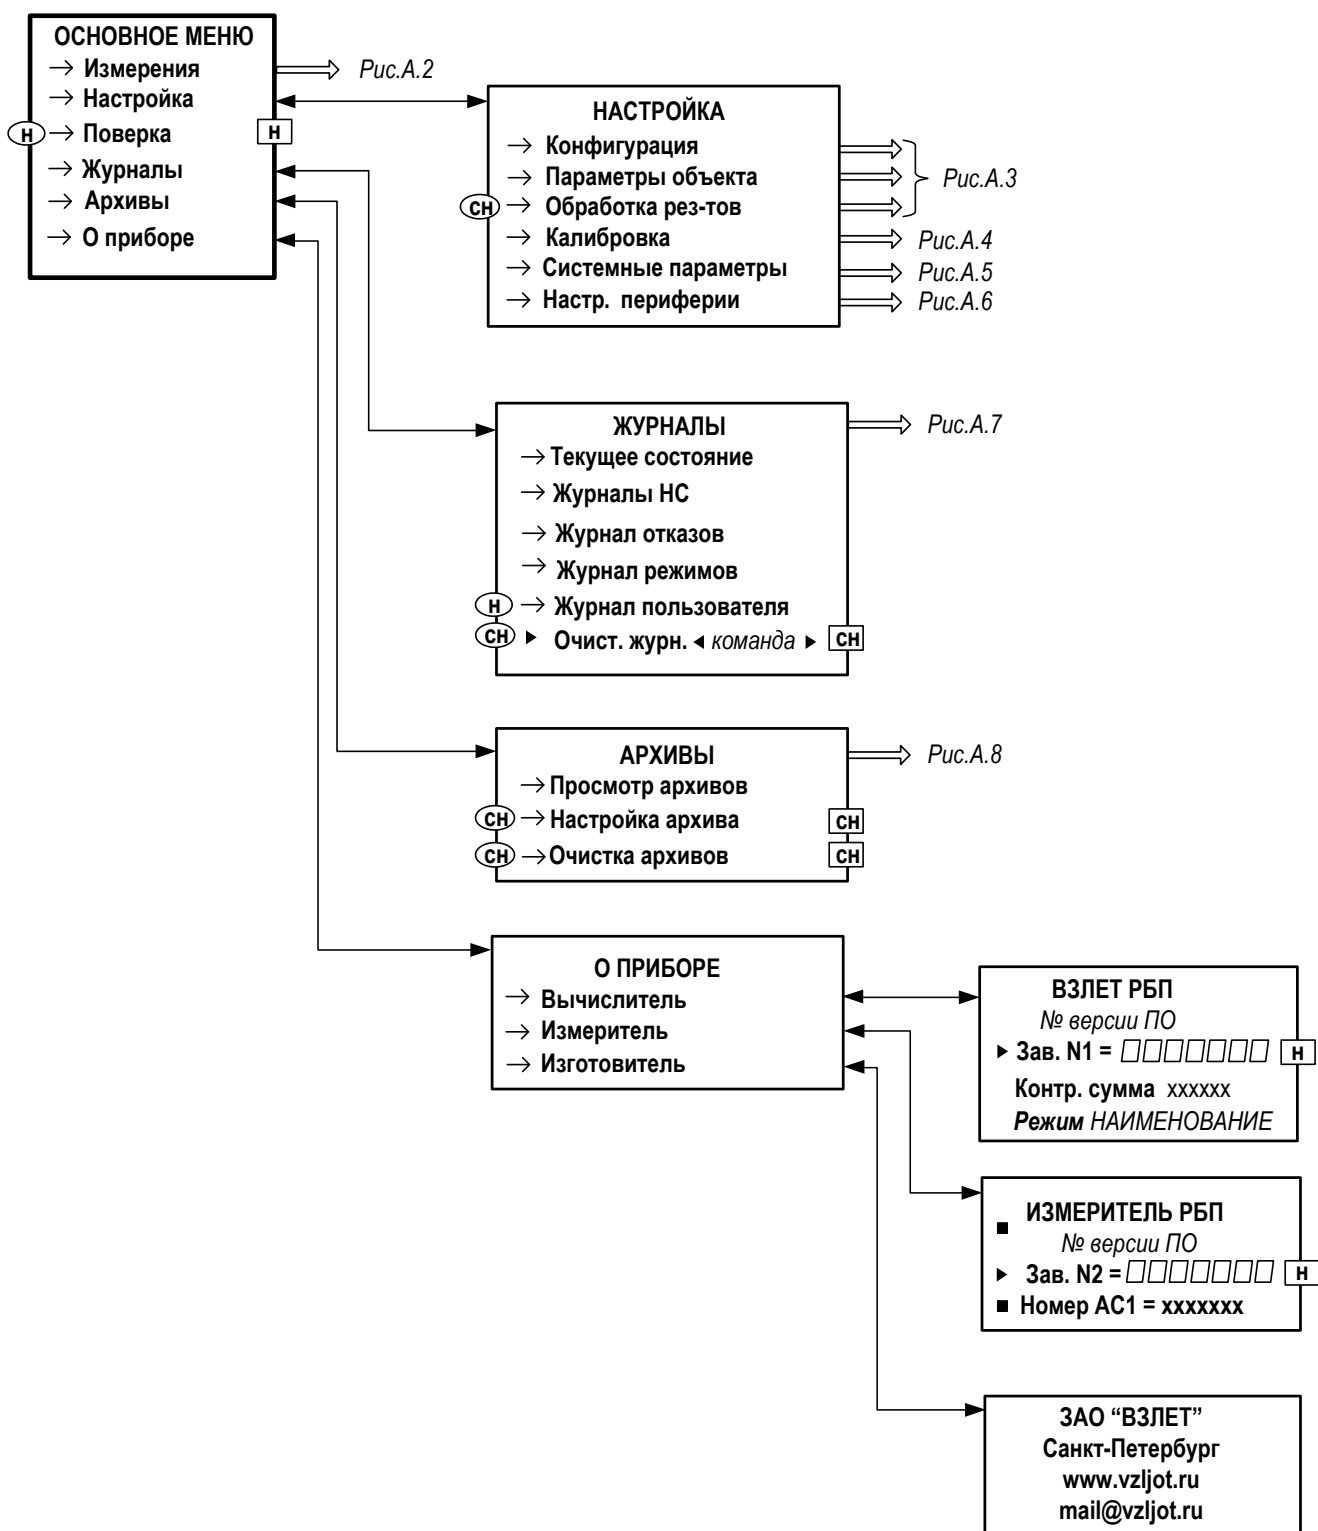 ОСНОВНОЕ МЕНЮ
→ Измерения
Рис.А.2
→ Настройка
Н → Поверка Н
→ Журналы
→ Архивы
→ О приборе
НАСТРОЙКА
→ Конфигурация
→ Параметры объекта
Рис.А.3
СН → Обработка рез-тов
→ Калибровка
Рис.А.4
→ Системные параметры
Рис.А.5
→ Настр. периферии
Рис.А.6
ЖУРНАЛЫ
Рис.А.7
→ Текущее состояние
→ Журналы НС
→ Журнал отказов
→ Журнал режимов
Н → Журнал пользователя
СН ▶ Очист. журн. ◀ команда ▶ СН
АРХИВЫ
Рис.А.8
→ Просмотр архивов
СН → Настройка архива СН
СН → Очистка архивов СН
О ПРИБОРЕ
→ Вычислитель
→ Измеритель
→ Изготовитель
ВЗЛЕТ РБП
№ версии ПО
▶ Зав. N1 = □□□□□□□ Н
Контр. сумма хххххх
Режим НАИМЕНОВАНИЕ
■ ИЗМЕРИТЕЛЬ РБП
№ версии ПО
▶ Зав. N2 = □□□□□□□ Н
■ Номер АС1 = ххххххх
ЗАО “ВЗЛЕТ”
Санкт-Петербург
www.vzljot.ru
mail@vzljot.ru